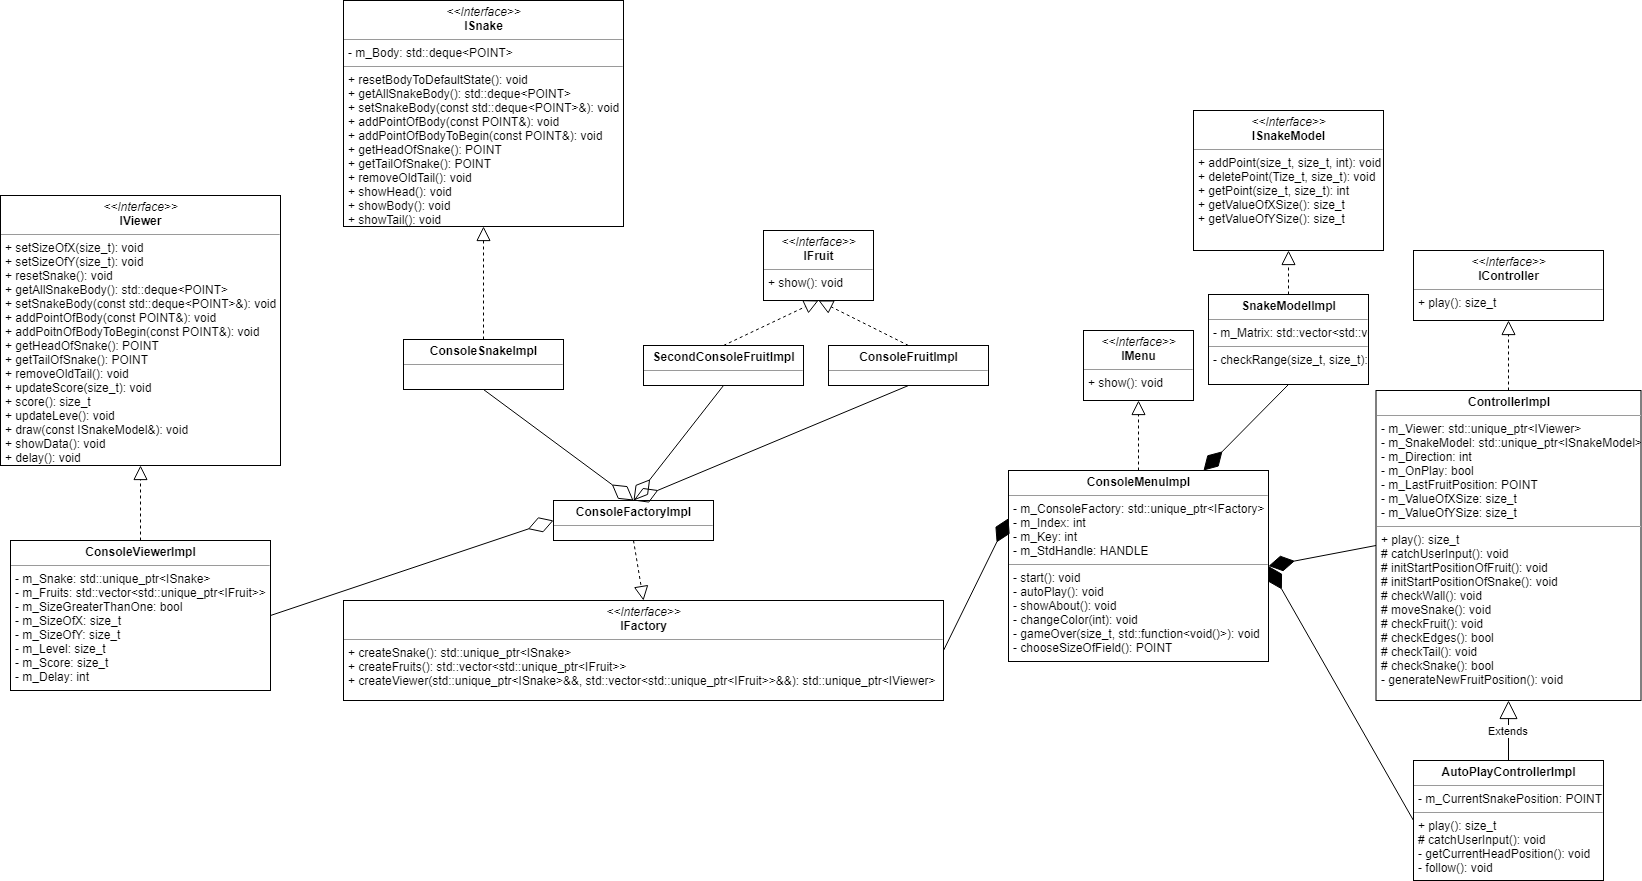 <<Interface>>
ISnake
- m_Body: std::deque<POINT>
+ resetBodyToDefaultState(): void
+ getAllSnakeBody(): std::deque<POINT>
+ setSnakeBody(const std::deque<POINT>&): void
+ addPointOfBody(const POINT&): void
+ addPointOfBodyToBegin(const POINT&): void
+ getHeadOfSnake(): POINT
+ getTailOfSnake(): POINT
+ removeOldTail(): void
+ showHead(): void
+ showBody(): void
+ showTail(): void
<<Interface>>
IViewer
+ setSizeOfX(size_t): void
+ setSizeOfY(size_t): void
+ resetSnake(): void
+ getAllSnakeBody(): std::deque<POINT>
+ setSnakeBody(const std::deque<POINT>&): void
+ addPointOfBody(const POINT&): void
+ addPoitnOfBodyToBegin(const POINT&): void
+ getHeadOfSnake(): POINT
+ getTailOfSnake(): POINT
+ removeOldTail(): void
+ updateScore(size_t): void
+ score(): size_t
+ updateLeve(): void
+ draw(const ISnakeModel&): void
+ showData(): void
+ delay(): void
<<Interface>>
IFruit
+ show(): void
<<Interface>>
ISnakeModel
+ addPoint(size_t, size_t, int): void
+ deletePoint(Tize_t, size_t): void
+ getPoint(size_t, size_t): int
+ getValueOfXSize(): size_t
+ getValueOfYSize(): size_t
<<Interface>>
IController
+ play(): size_t
SnakeModelImpl
- m_Matrix: std::vector<std::v
- checkRange(size_t, size_t):
<<Interface>>
IMenu
+ show(): void
ConsoleSnakeImpl
SecondConsoleFruitImpl
ConsoleFruitImpl
ControllerImpl
- m_Viewer: std::unique_ptr<IViewer>
- m_SnakeModel: std::unique_ptr<ISnakeModel>
- m_Direction: int
- m_OnPlay: bool
- m_LastFruitPosition: POINT
- m_ValueOfXSize: size_t
- m_ValueOfYSize: size_t
+ play(): size_t
# catchUserInput(): void
# initStartPositionOfFruit(): void
# initStartPositionOfSnake(): void
# checkWall(): void
# moveSnake(): void
# checkFruit(): void
# checkEdges(): bool
# checkTail(): void
# checkSnake(): bool
- generateNewFruitPosition(): void
ConsoleMenuImpl
- m_ConsoleFactory: std::unique_ptr<IFactory>
- m_Index: int
- m_Key: int
- m_StdHandle: HANDLE
- start(): void
- autoPlay(): void
- showAbout(): void
- changeColor(int): void
- gameOver(size_t, std::function<void()>): void
- chooseSizeOfField(): POINT
ConsoleFactoryImpl
ConsoleViewerImpl
- m_Snake: std::unique_ptr<ISnake>
- m_Fruits: std::vector<std::unique_ptr<IFruit>>
- m_SizeGreaterThanOne: bool
- m_SizeOfX: size_t
- m_SizeOfY: size_t
- m_Level: size_t
- m_Score: size_t
- m_Delay: int
<<Interface>>
IFactory
+ createSnake(): std::unique_ptr<ISnake>
+ createFruits(): std::vector<std::unique_ptr<IFruit>>
+ createViewer(std::unique_ptr<ISnake>&&, std::vector<std::unique_ptr<IFruit>>&&): std::unique_ptr<IViewer>
Extends
AutoPlayControllerImpl
- m_CurrentSnakePosition: POINT
+ play(): size_t
# catchUserInput(): void
- getCurrentHeadPosition(): void
- follow(): void